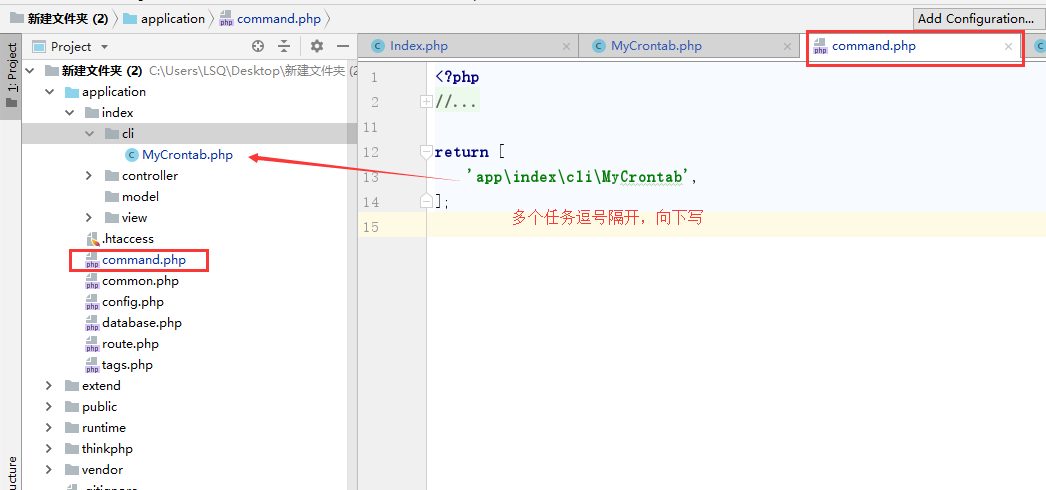 新建文件夹 (2) application command.php Add Configuration...
1: Project
Project
Index.php MyCrontab.php command.php
新建文件夹 (2) C:\Users\LSQ\Desktop\新建文件夹 (2
application
index
cli
MyCrontab.php
controller
model
view
.htaccess
command.php
common.php
config.php
database.php
route.php
tags.php
extend
public
runtime
thinkphp
vendor
1 <?php
2 //...
11
12 return [
13 'app\index\cli\MyCrontab',
14 ];
15
多个任务逗号隔开，向下写
ucture